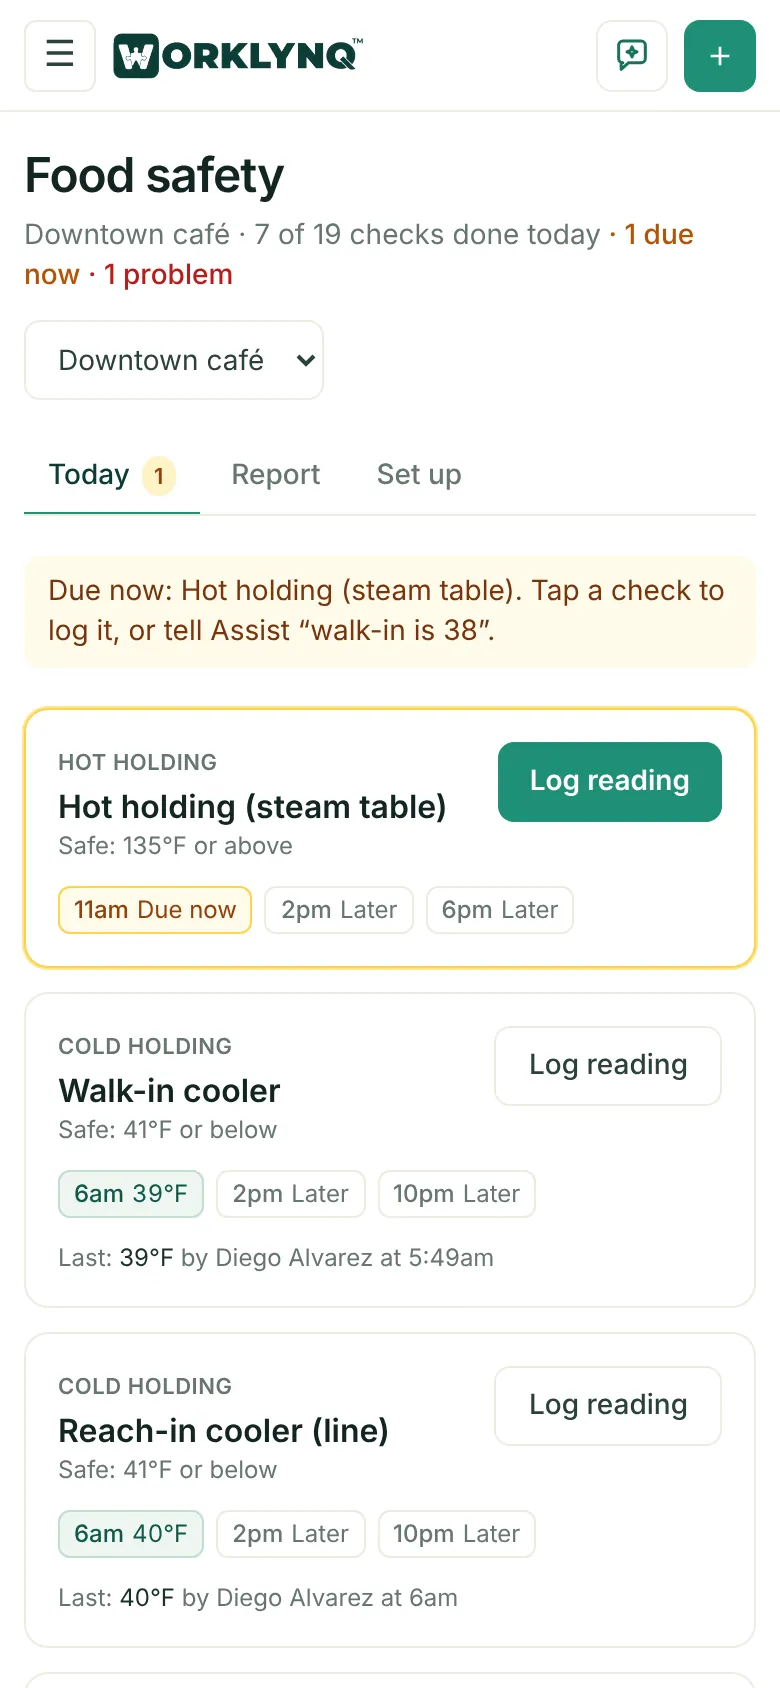 ☰ WORKLYNQ™ +
Food safety
Downtown café · 7 of 19 checks done today · 1 due
now · 1 problem
Downtown café
Today 1 Report Set up
Due now: Hot holding (steam table). Tap a check to
log it, or tell Assist “walk-in is 38”.
HOT HOLDING
Log reading
Hot holding (steam table)
Safe: 135°F or above
11am Due now 2pm Later 6pm Later
COLD HOLDING
Log reading
Walk-in cooler
Safe: 41°F or below
6am 39°F 2pm Later 10pm Later
Last: 39°F by Diego Alvarez at 5:49am
COLD HOLDING
Log reading
Reach-in cooler (line)
Safe: 41°F or below
6am 40°F 2pm Later 10pm Later
Last: 40°F by Diego Alvarez at 6am